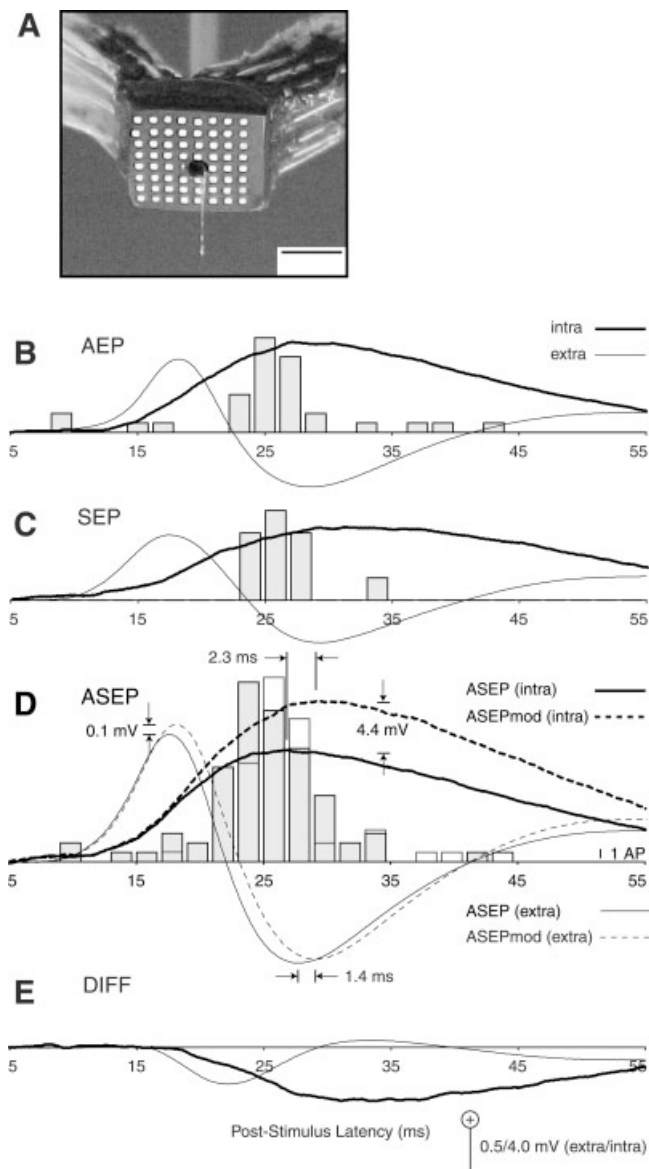 A
B AEP
intra
extra
5 15 25 35 45 55
C SEP
5 15 25 35 45 55
2.3 ms
D ASEP
ASEP (intra)
ASEPmod (intra)
0.1 mV
4.4 mV
1 AP
5 15 25 35 45 55
ASEP (extra)
ASEPmod (extra)
1.4 ms
E DIFF
5 15 25 35 45 55
Post-Stimulus Latency (ms)
+
0.5/4.0 mV (extra/intra)